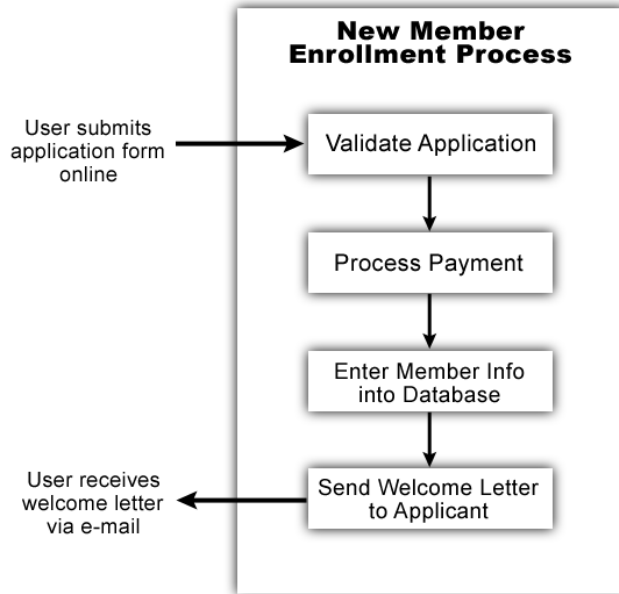 New Member
Enrollment Process
User submits
application form
online
Validate Application
Process Payment
Enter Member Info
into Database
Send Welcome Letter
to Applicant
User receives
welcome letter
via e-mail